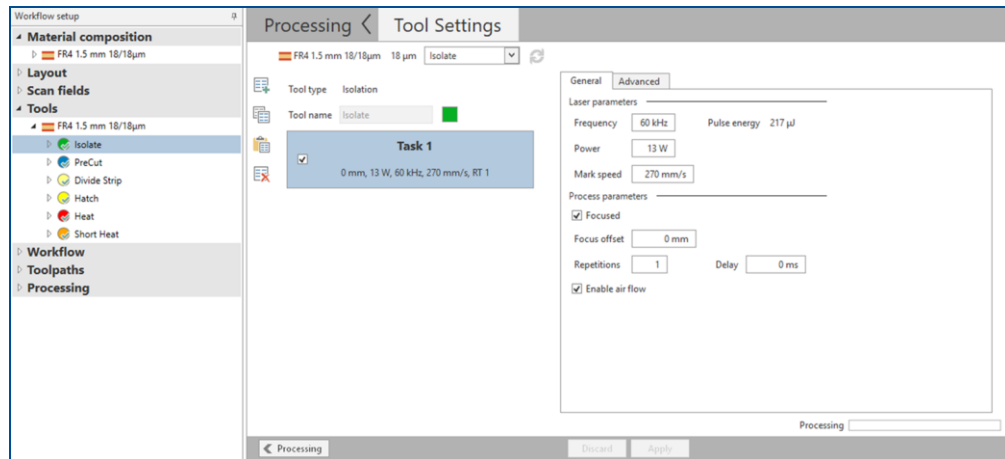 Workflow setup
Material composition
FR4 1.5 mm 18/18µm
Layout
Scan fields
Tools
FR4 1.5 mm 18/18µm
Isolate
PreCut
Divide Strip
Hatch
Heat
Short Heat
Workflow
Toolpaths
Processing
Processing Tool Settings
FR4 1.5 mm 18/18µm 18 µm Isolate
Tool type Isolation
Tool name Isolate
Task 1
0 mm, 13 W, 60 kHz, 270 mm/s, RT 1
General Advanced
Laser parameters
Frequency 60 kHz Pulse energy 217 µJ
Power 13 W
Mark speed 270 mm/s
Process parameters
Focused
Focus offset 0 mm
Repetitions 1 Delay 0 ms
Enable air flow
Processing
Processing Discard Apply